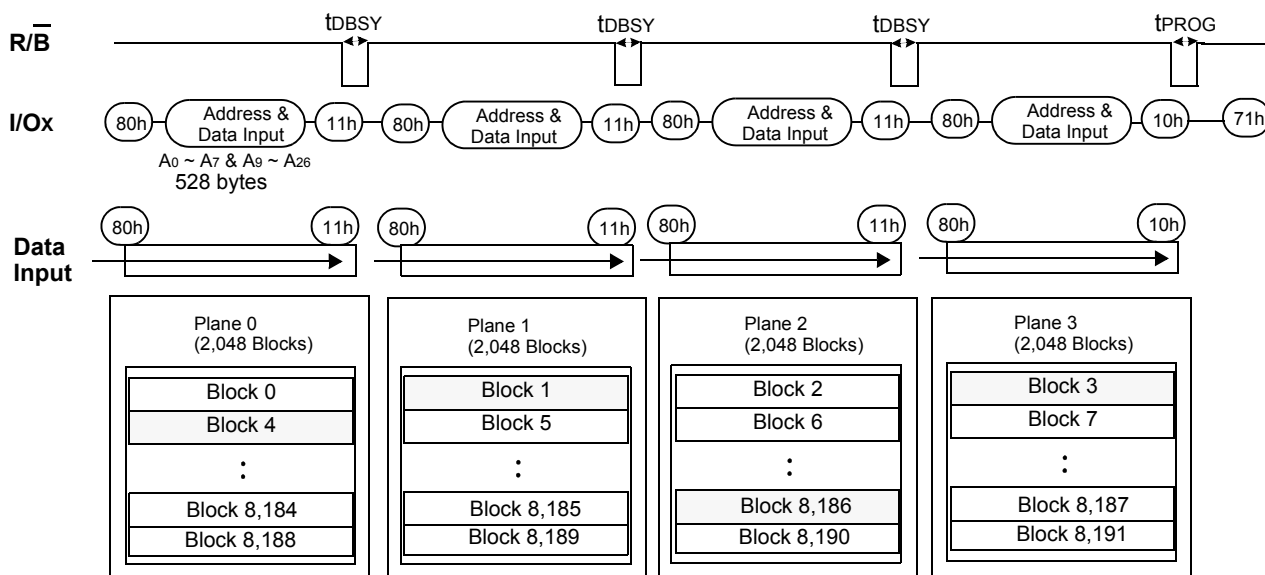 tDBSY tDBSY tDBSY tPROG
R/B
I/Ox 80h Address & Data Input 11h 80h Address & Data Input 11h 80h Address & Data Input 11h 80h Address & Data Input 10h 71h
A0 ~ A7 & A9 ~ A26
528 bytes
80h 11h 80h 11h 80h 11h 80h 10h
Data
Input
Plane 0
(2,048 Blocks)
Block 0
Block 4
:
Block 8,184
Block 8,188
Plane 1
(2,048 Blocks)
Block 1
Block 5
:
Block 8,185
Block 8,189
Plane 2
(2,048 Blocks)
Block 2
Block 6
:
Block 8,186
Block 8,190
Plane 3
(2,048 Blocks)
Block 3
Block 7
:
Block 8,187
Block 8,191